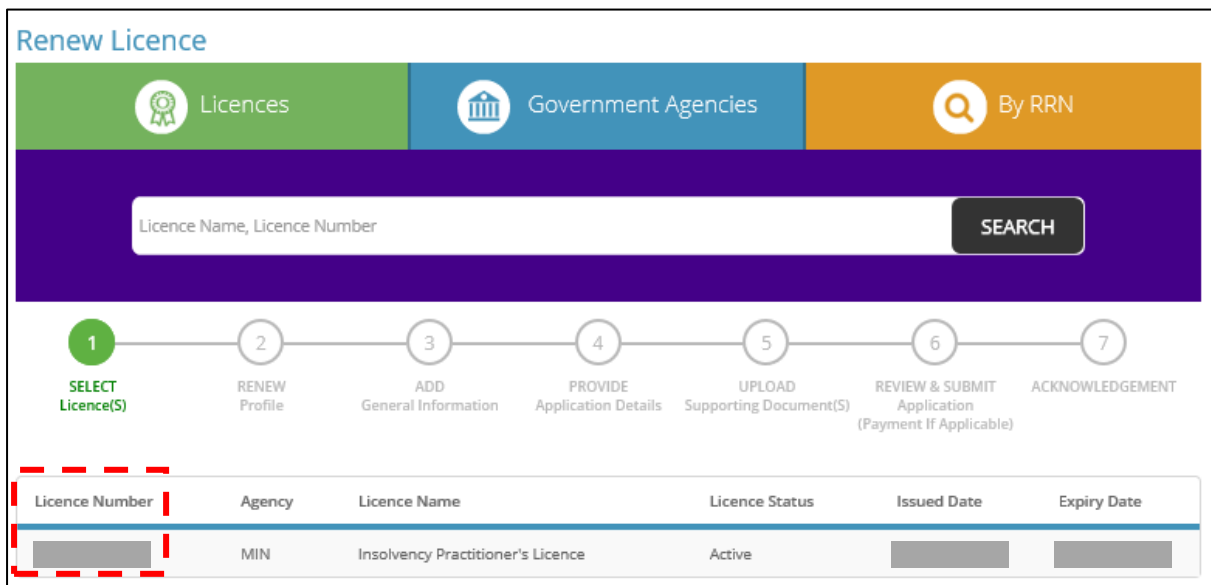 Renew Licence
Licences Government Agencies By RRN
Licence Name, Licence Number SEARCH
1 2 3 4 5 6 7
SELECT RENEW ADD PROVIDE UPLOAD REVIEW & SUBMIT ACKNOWLEDGEMENT
Licence(S) Profile General Information Application Details Supporting Document(S) Application
(Payment If Applicable)
Licence Number Agency Licence Name Licence Status Issued Date Expiry Date
MIN Insolvency Practitioner's Licence Active